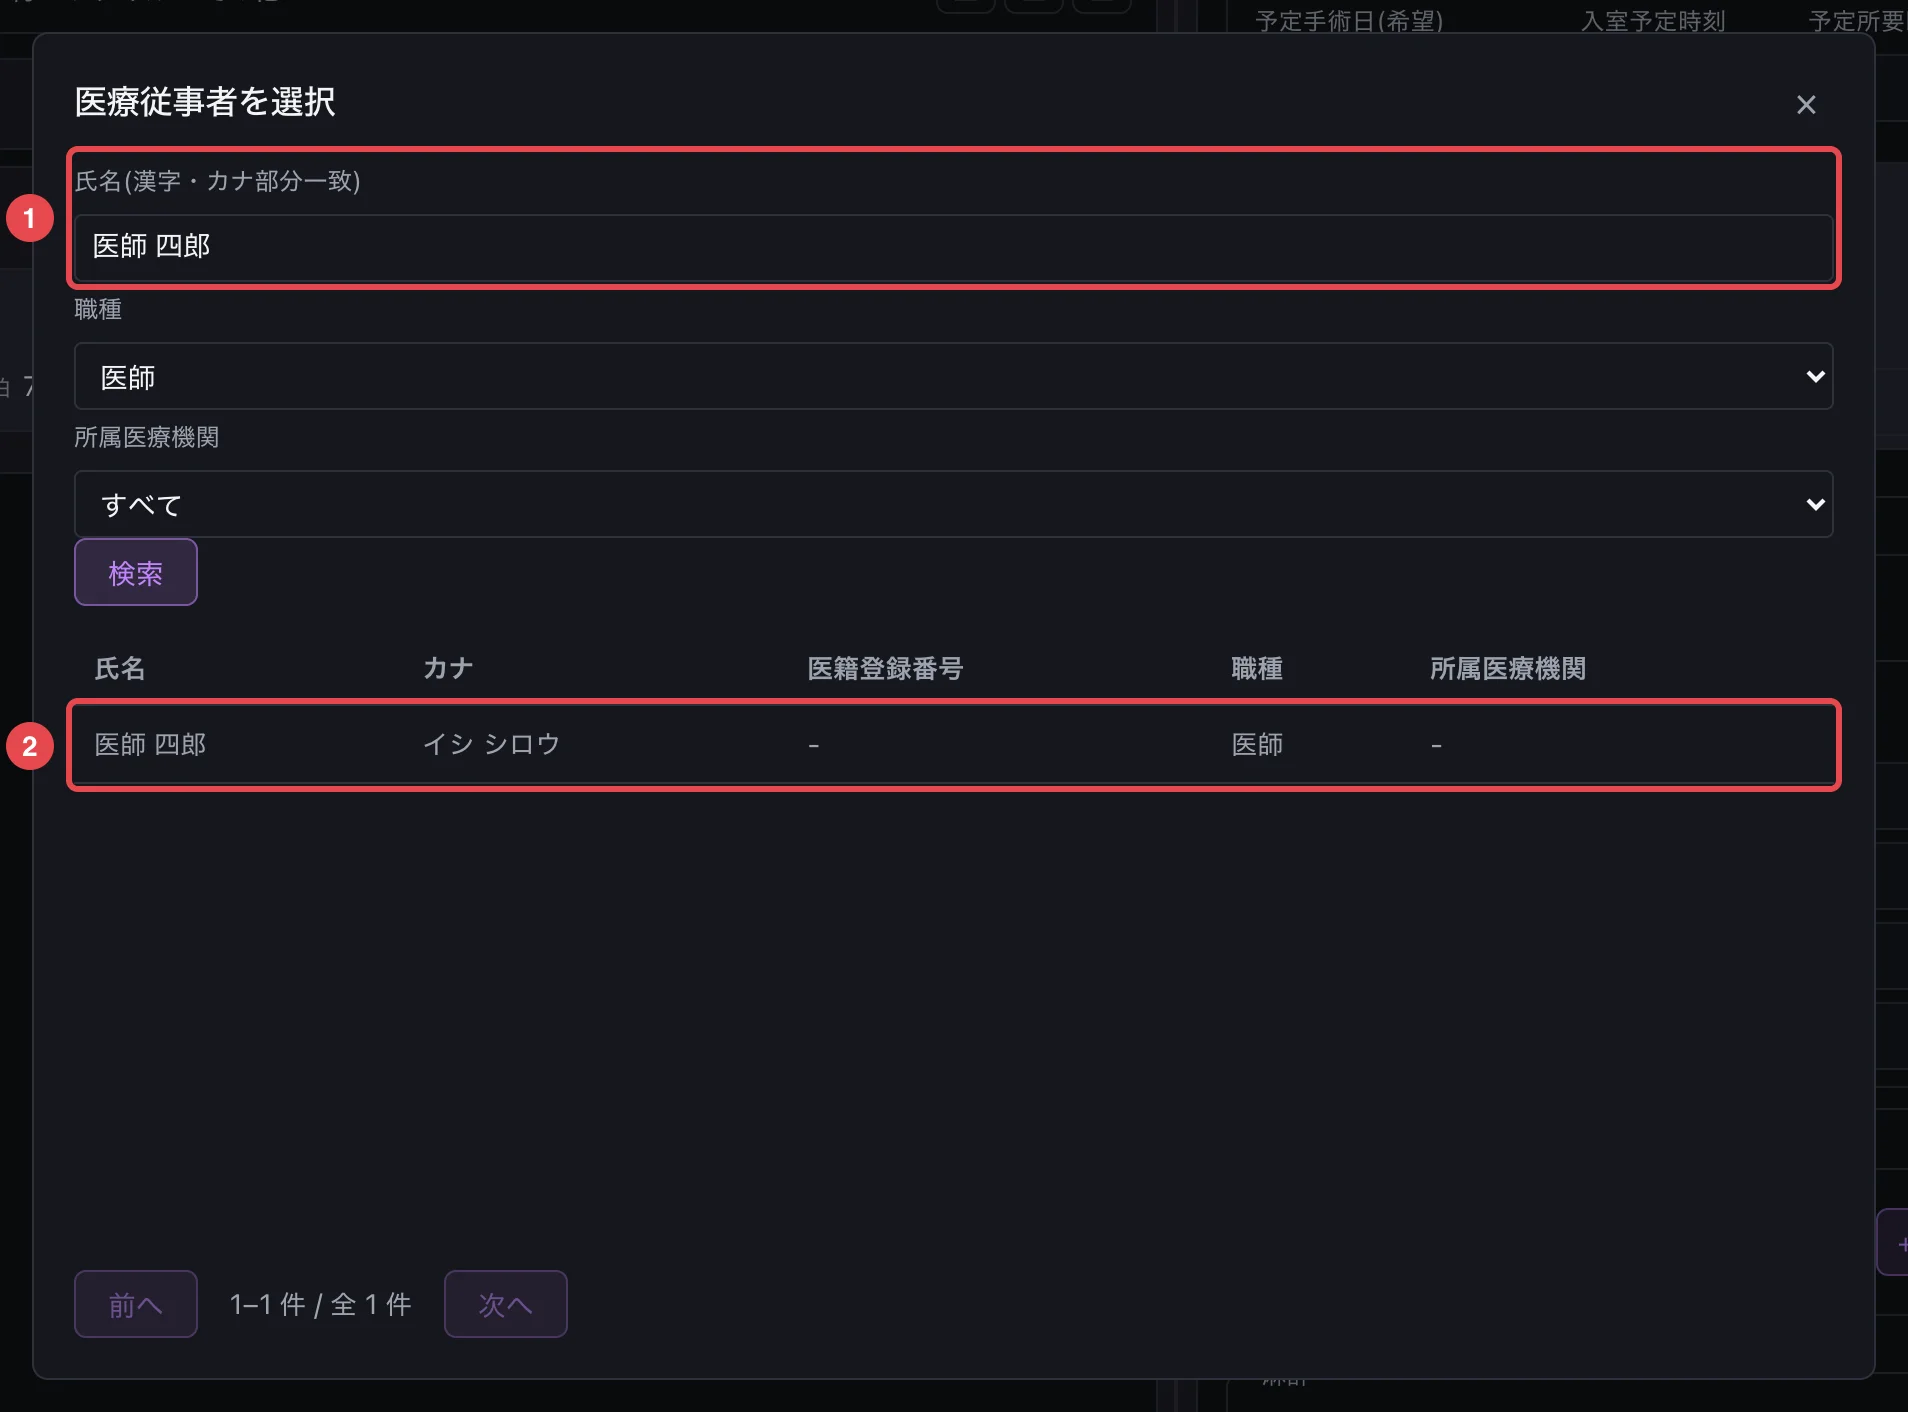 予定手術日(希望) 入室予定時刻 予定所要
医療従事者を選択
×
氏名(漢字・カナ部分一致)
1
医師 四郎
職種
医師
所属医療機関
すべて
検索
氏名 カナ 医籍登録番号 職種 所属医療機関
2
医師 四郎 イシ シロウ - 医師 -
前へ 1–1 件 / 全 1 件 次へ